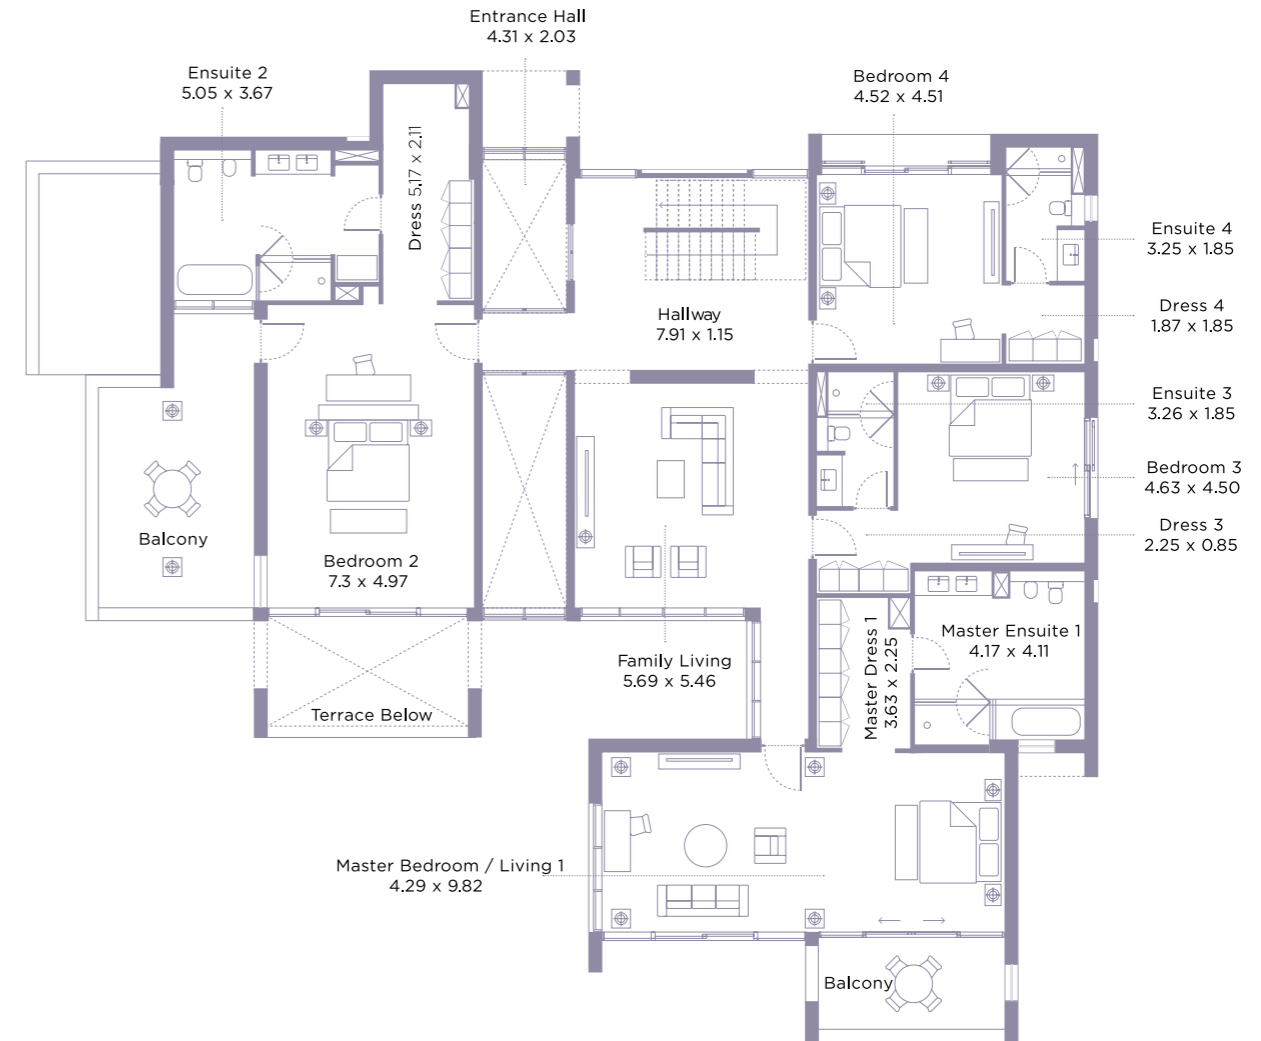 Entrance Hall
4.31 x 2.03
Ensuite 2
5.05 x 3.67
Bedroom 4
4.52 x 4.51
Dress 5.17 x 2.11
Ensuite 4
3.25 x 1.85
Hallway
7.91 x 1.15
Dress 4
1.87 x 1.85
Ensuite 3
3.26 x 1.85
Bedroom 3
4.63 x 4.50
Dress 3
2.25 x 0.85
Balcony
Bedroom 2
7.3 x 4.97
Family Living
5.69 x 5.46
Master Dress 1
3.63 x 2.25
Master Ensuite 1
4.17 x 4.11
Terrace Below
Master Bedroom / Living 1
4.29 x 9.82
Balcony